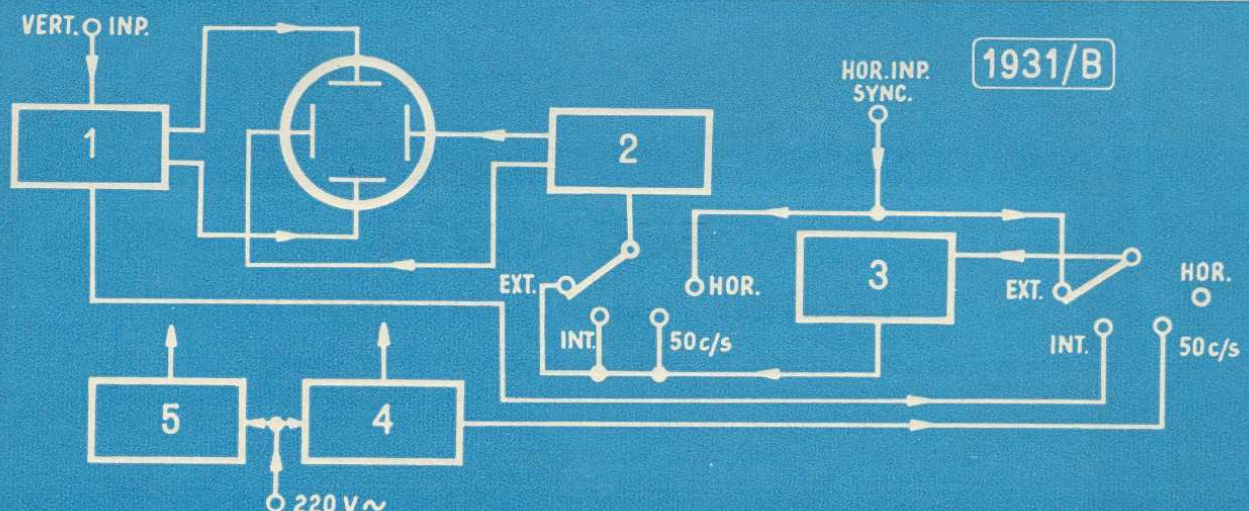 VERT. INP.
HOR. INP.
SYNC.
1931/B
1
2
3
EXT.
INT.
50 c/s
HOR.
EXT.
INT.
50 c/s
HOR.
5
4
220 V ~